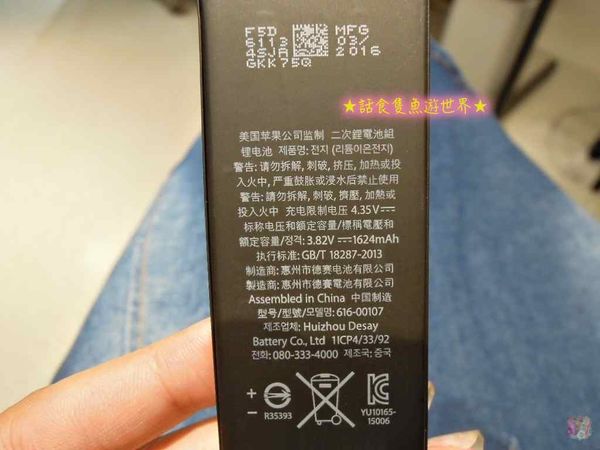 F5D MFG
6113 03/
4SJA 2016
GKK75Q
★話食隻魚遊世界★
美国苹果公司监制 二次鋰電池組
锂电池 제품명: 전지 (리튬이온전지)
警告: 请勿拆解, 刺破, 挤压, 加热或投
入火中, 严重鼓胀或浸水后禁止使用
警告: 請勿拆解, 刺破, 擠壓, 加熱或
投入火中 充电限制电压 4.35V⎓
标称电压和额定容量/標稱電壓和
額定容量/정격: 3.82V⎓1624mAh
执行标准: GB/T 18287-2013
制造商: 惠州市德赛电池有限公司
製造商: 惠州市德賽電池有限公司
Assembled in China 中国制造
型号/型號/모델명: 616-00107
제조업체: Huizhou Desay
Battery Co., Ltd 1ICP4/33/92
전화: 080-333-4000 제조국: 중국
+
−
R35393
YU10165-
15006